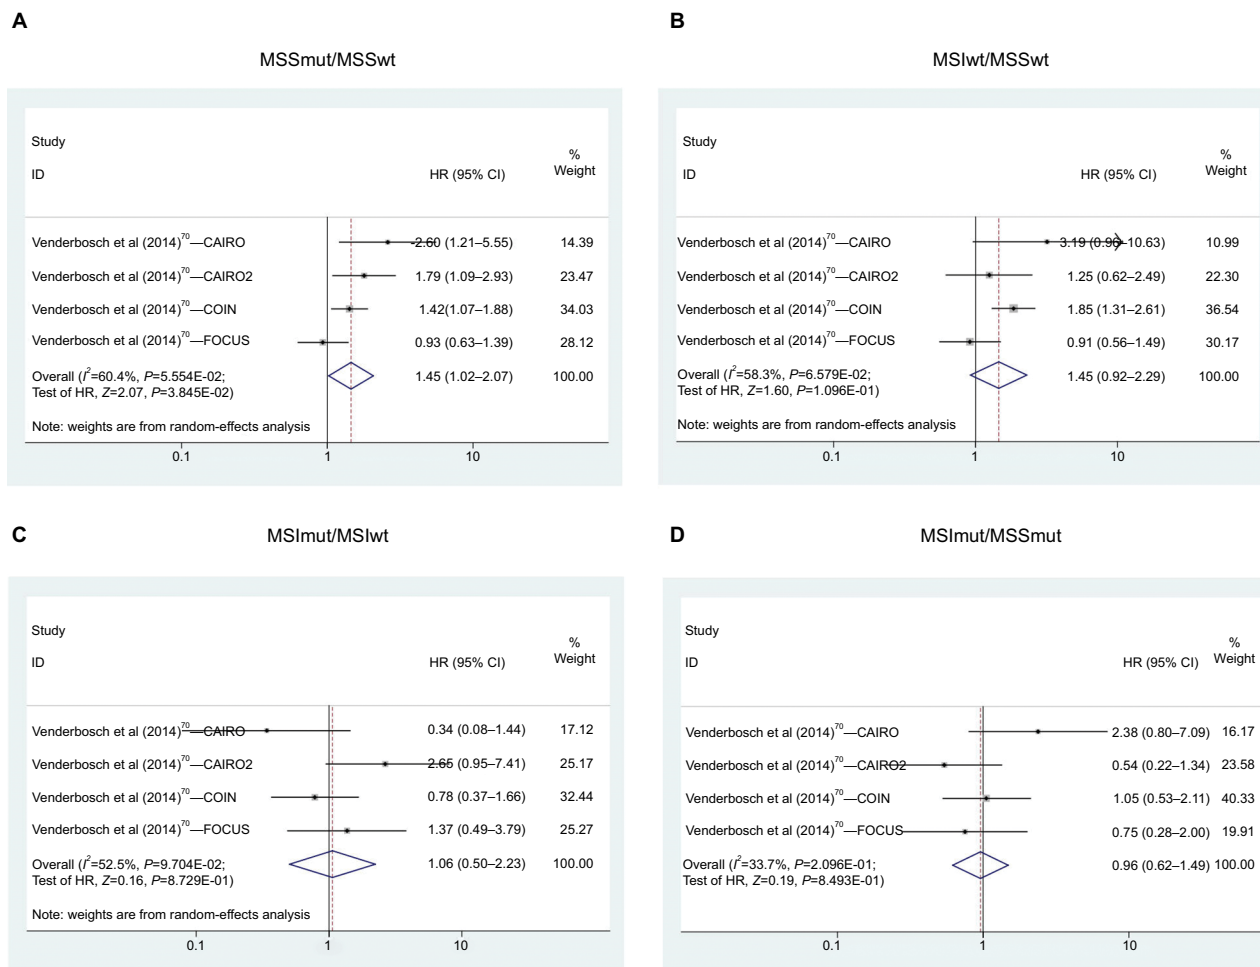 A
MSSmut/MSSwt
Study
ID
HR (95% CI)
%
Weight
Venderbosch et al (2014)70—CAIRO 2.60 (1.21–5.55) 14.39
Venderbosch et al (2014)70—CAIRO2 1.79 (1.09–2.93) 23.47
Venderbosch et al (2014)70—COIN 1.42(1.07–1.88) 34.03
Venderbosch et al (2014)70—FOCUS 0.93 (0.63–1.39) 28.12
Overall (I2=60.4%, P=5.554E-02; 1.45 (1.02–2.07) 100.00
Test of HR, Z=2.07, P=3.845E-02)
Note: weights are from random-effects analysis
0.1 1 10
B
MSIwt/MSSwt
Study
ID
HR (95% CI)
%
Weight
Venderbosch et al (2014)70—CAIRO 3.19 (0.96–10.63) 10.99
Venderbosch et al (2014)70—CAIRO2 1.25 (0.62–2.49) 22.30
Venderbosch et al (2014)70—COIN 1.85 (1.31–2.61) 36.54
Venderbosch et al (2014)70—FOCUS 0.91 (0.56–1.49) 30.17
Overall (I2=58.3%, P=6.579E-02; 1.45 (0.92–2.29) 100.00
Test of HR, Z=1.60, P=1.096E-01)
Note: weights are from random-effects analysis
0.1 1 10
C
MSImut/MSIwt
Study
ID
HR (95% CI)
%
Weight
Venderbosch et al (2014)70—CAIRO 0.34 (0.08–1.44) 17.12
Venderbosch et al (2014)70—CAIRO2 2.65 (0.95–7.41) 25.17
Venderbosch et al (2014)70—COIN 0.78 (0.37–1.66) 32.44
Venderbosch et al (2014)70—FOCUS 1.37 (0.49–3.79) 25.27
Overall (I2=52.5%, P=9.704E-02; 1.06 (0.50–2.23) 100.00
Test of HR, Z=0.16, P=8.729E-01)
Note: weights are from random-effects analysis
0.1 1 10
D
MSImut/MSSmut
Study
ID
HR (95% CI)
%
Weight
Venderbosch et al (2014)70—CAIRO 2.38 (0.80–7.09) 16.17
Venderbosch et al (2014)70—CAIRO2 0.54 (0.22–1.34) 23.58
Venderbosch et al (2014)70—COIN 1.05 (0.53–2.11) 40.33
Venderbosch et al (2014)70—FOCUS 0.75 (0.28–2.00) 19.91
Overall (I2=33.7%, P=2.096E-01; 0.96 (0.62–1.49) 100.00
Test of HR, Z=0.19, P=8.493E-01)
0.1 1 10